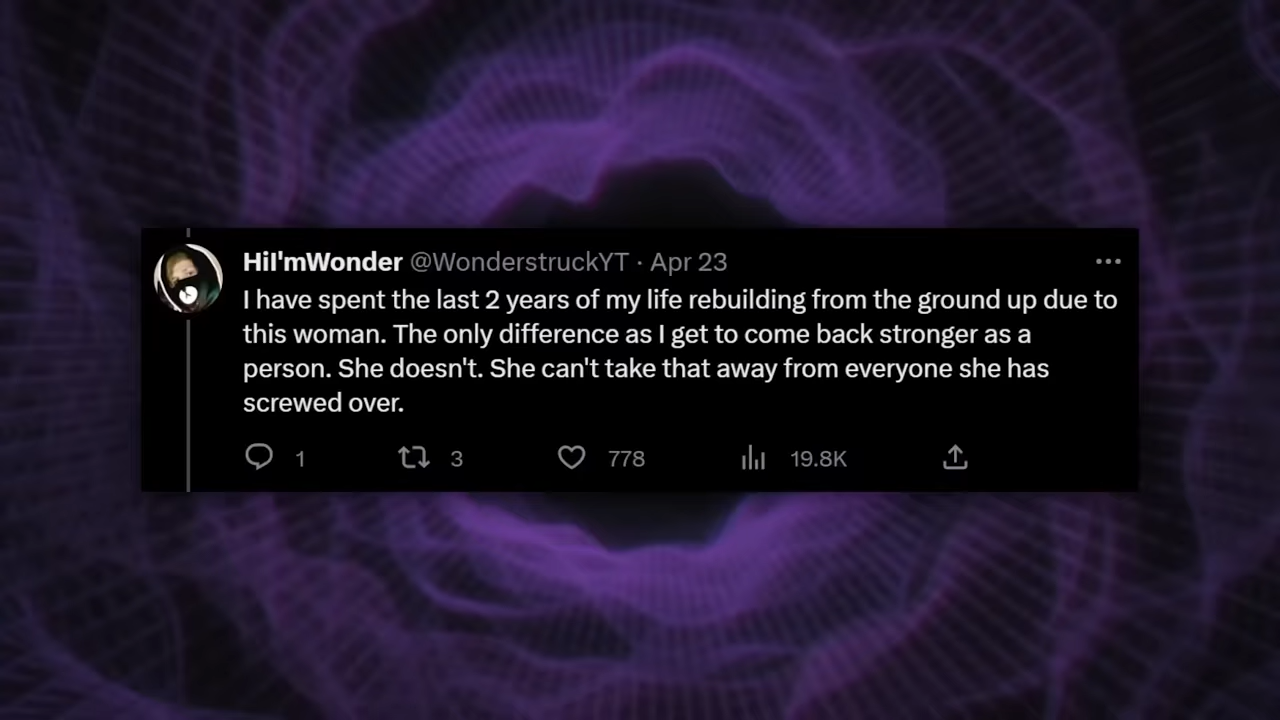 HiI'mWonder @WonderstruckYT · Apr 23
I have spent the last 2 years of my life rebuilding from the ground up due to
this woman. The only difference as I get to come back stronger as a
person. She doesn't. She can't take that away from everyone she has
screwed over.
1 3 778 19.8K